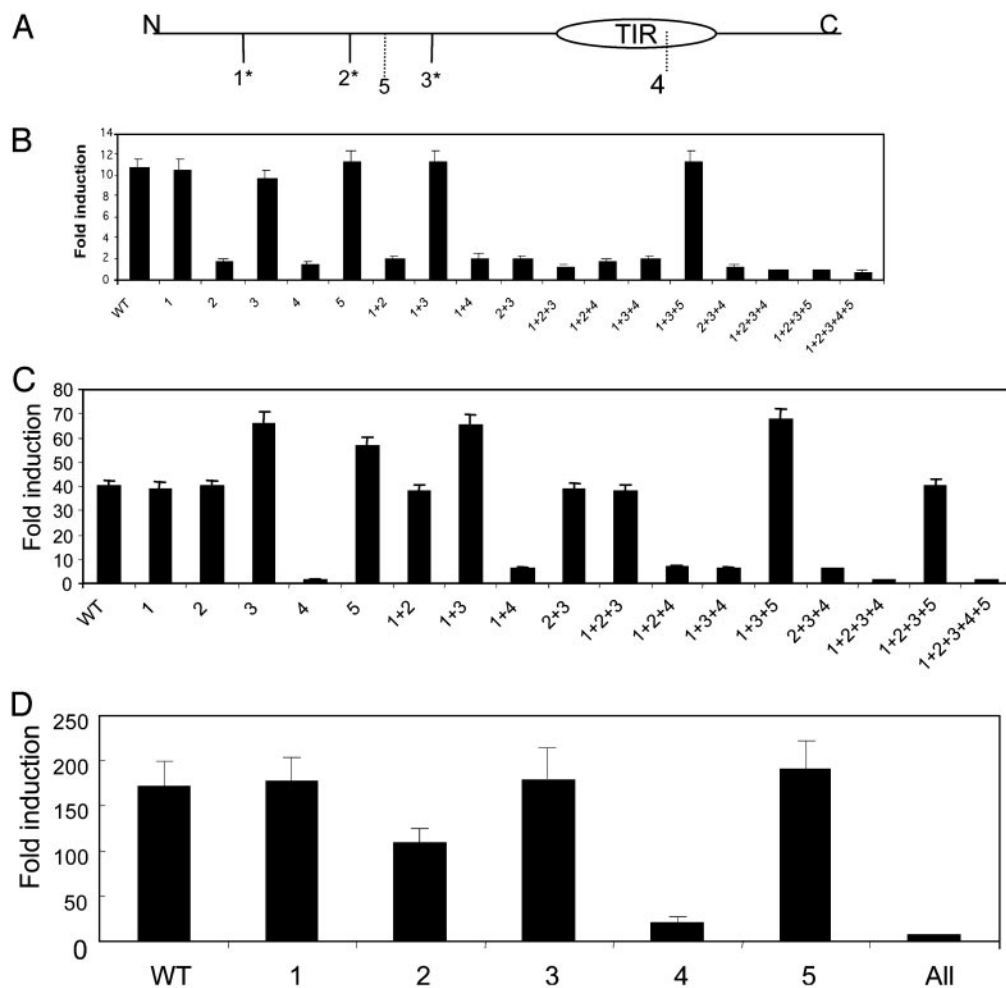 A
N
TIR
C
1*
2*
5
3*
4
B
Fold induction
14
12
10
8
6
4
2
0
WT 1 2 3 4 5 1+2 1+3 1+4 2+3 1+2+3 1+2+4 1+3+4 1+3+5 2+3+4 1+2+3+4 1+2+3+5 1+2+3+4+5
C
Fold induction
80
70
60
50
40
30
20
10
0
WT 1 2 3 4 5 1+2 1+3 1+4 2+3 1+2+3 1+2+4 1+3+4 1+3+5 2+3+4 1+2+3+4 1+2+3+5 1+2+3+4+5
D
Fold induction
250
200
150
100
50
0
WT 1 2 3 4 5 All